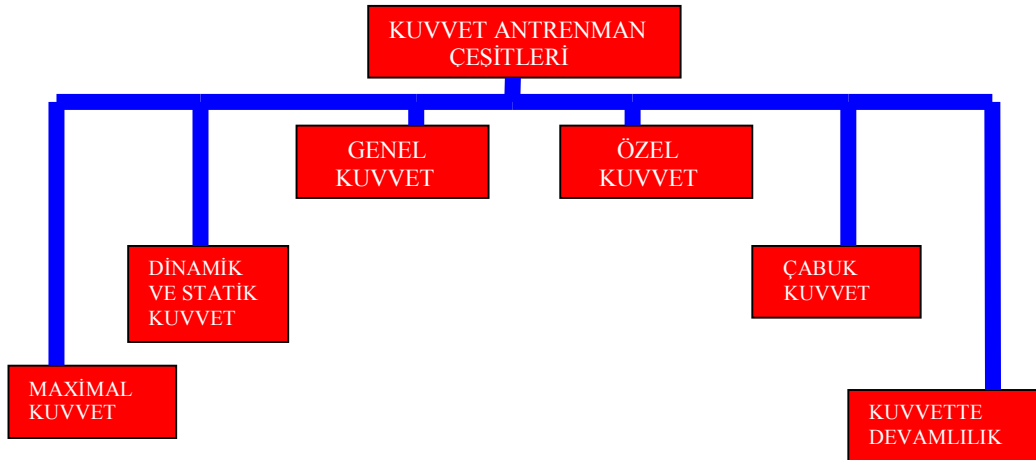 KUVVET ANTRENMAN
ÇEŞİTLERİ
GENEL
KUVVET
ÖZEL
KUVVET
DİNAMİK
VE STATİK
KUVVET
ÇABUK
KUVVET
MAXİMAL
KUVVET
KUVVETTE
DEVAMLILIK